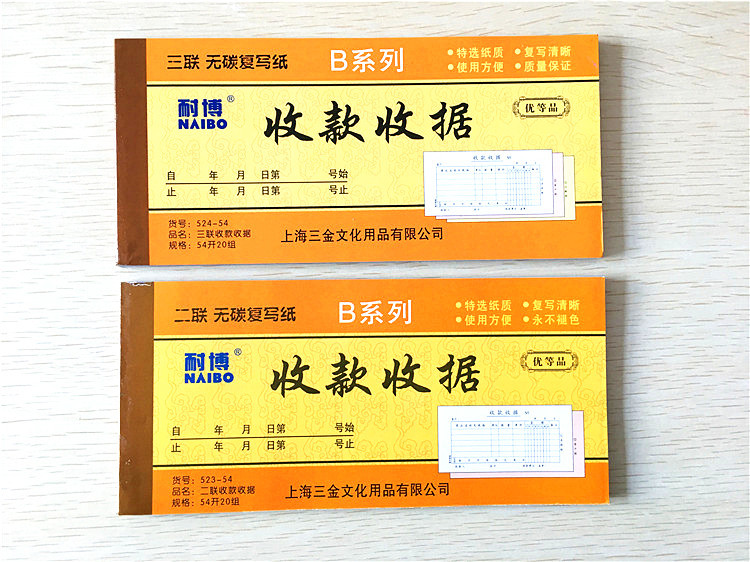 三联 无碳复写纸 B系列
•特选纸质 •复写清晰
•使用方便 •质量保证
耐博®
NAIBO
收款收据
优等品
自 年 月 日第 号始
止 年 月 日第 号止
收款收据
货号：524-54
品名：三联收款收据
规格：54开20组
上海三金文化用品有限公司
二联 无碳复写纸 B系列
•特选纸质 •复写清晰
•使用方便 •永不褪色
耐博®
NAIBO
收款收据
优等品
自 年 月 日第 号始
止 年 月 日第 号止
收款收据
货号：523-54
品名：二联收款收据
规格：54开20组
上海三金文化用品有限公司